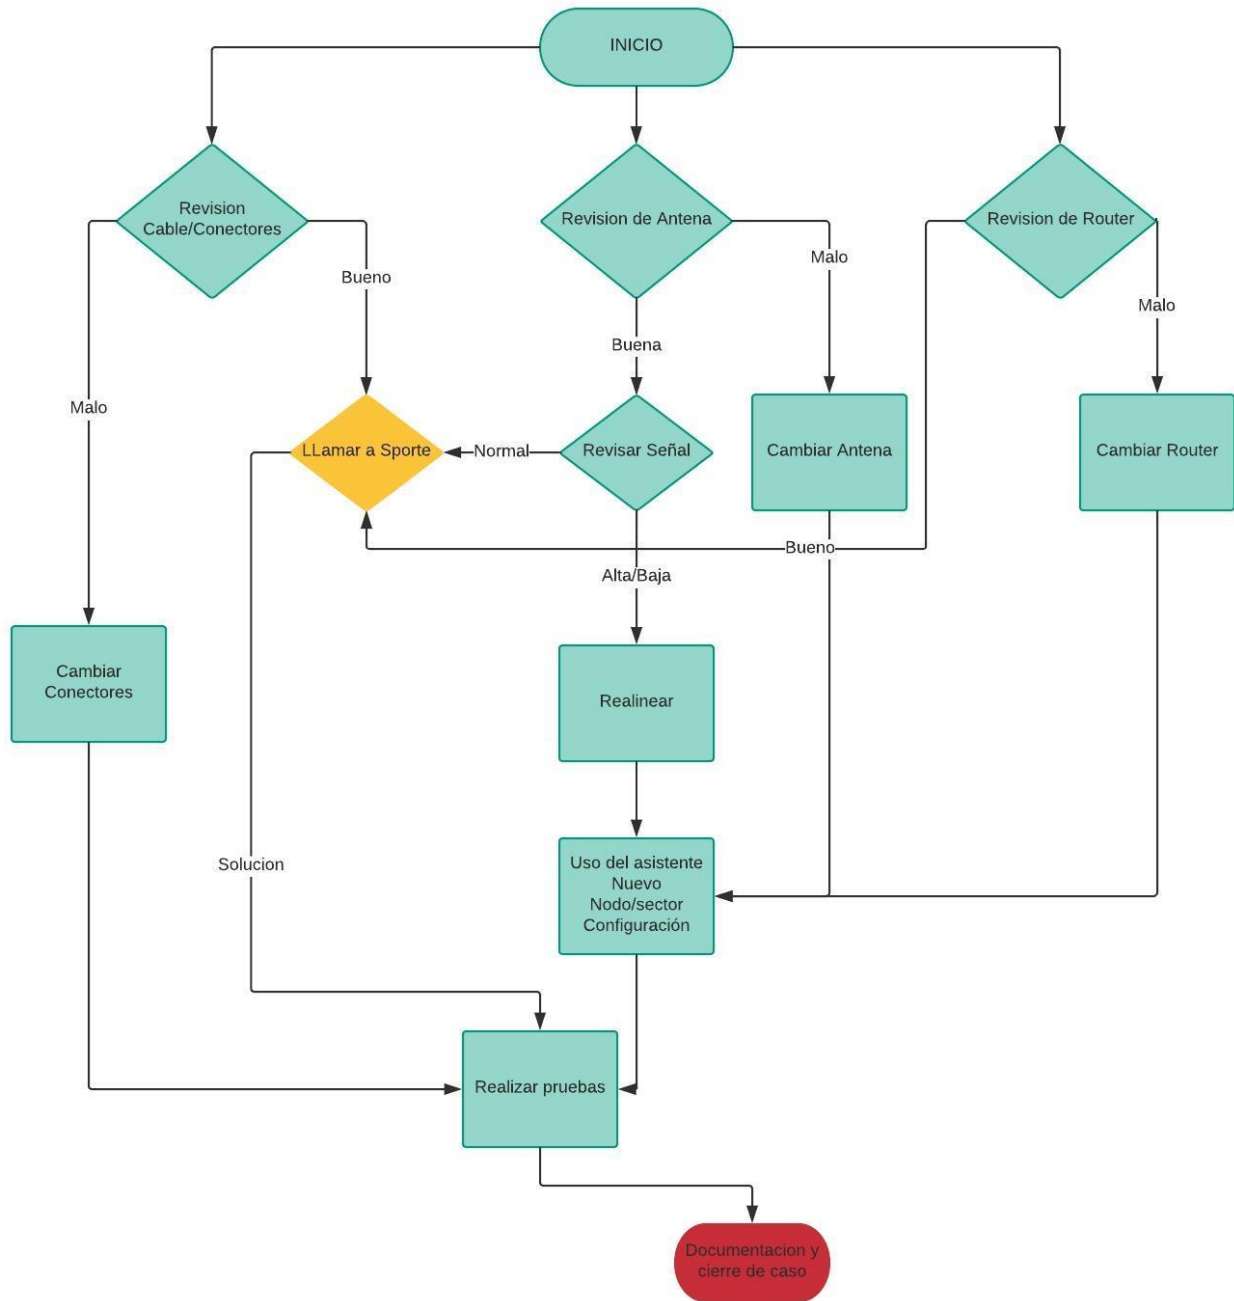 INICIO
Revision
Cable/Conectores
Revision de Antena
Revision de Router
Bueno
Malo
Malo
Buena
Malo
LLamar a Sporte
Normal
Revisar Señal
Cambiar Antena
Cambiar Router
Bueno
Alta/Baja
Cambiar
Conectores
Realinear
Solucion
Uso del asistente
Nuevo
Nodo/sector
Configuración
Realizar pruebas
Documentacion y
cierre de caso